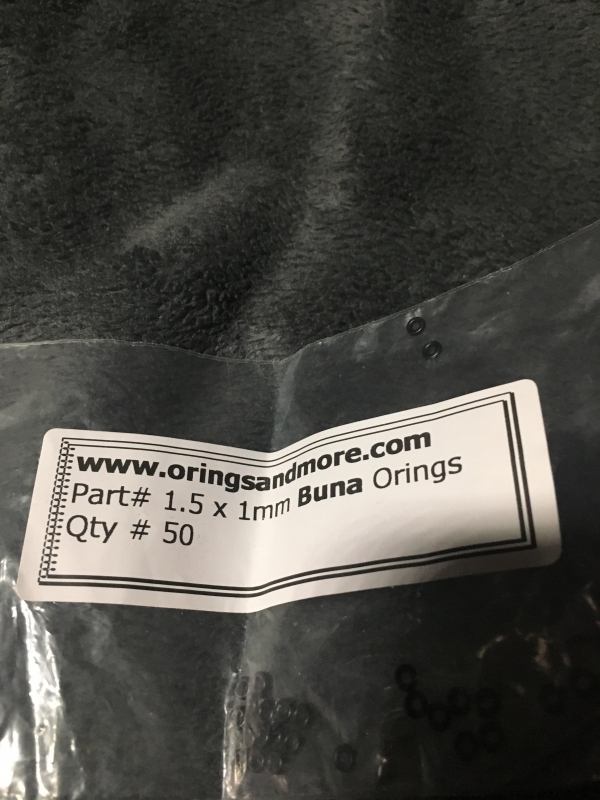 www.oringsandmore.com
Part# 1.5 x 1mm Buna Orings
Qty # 50